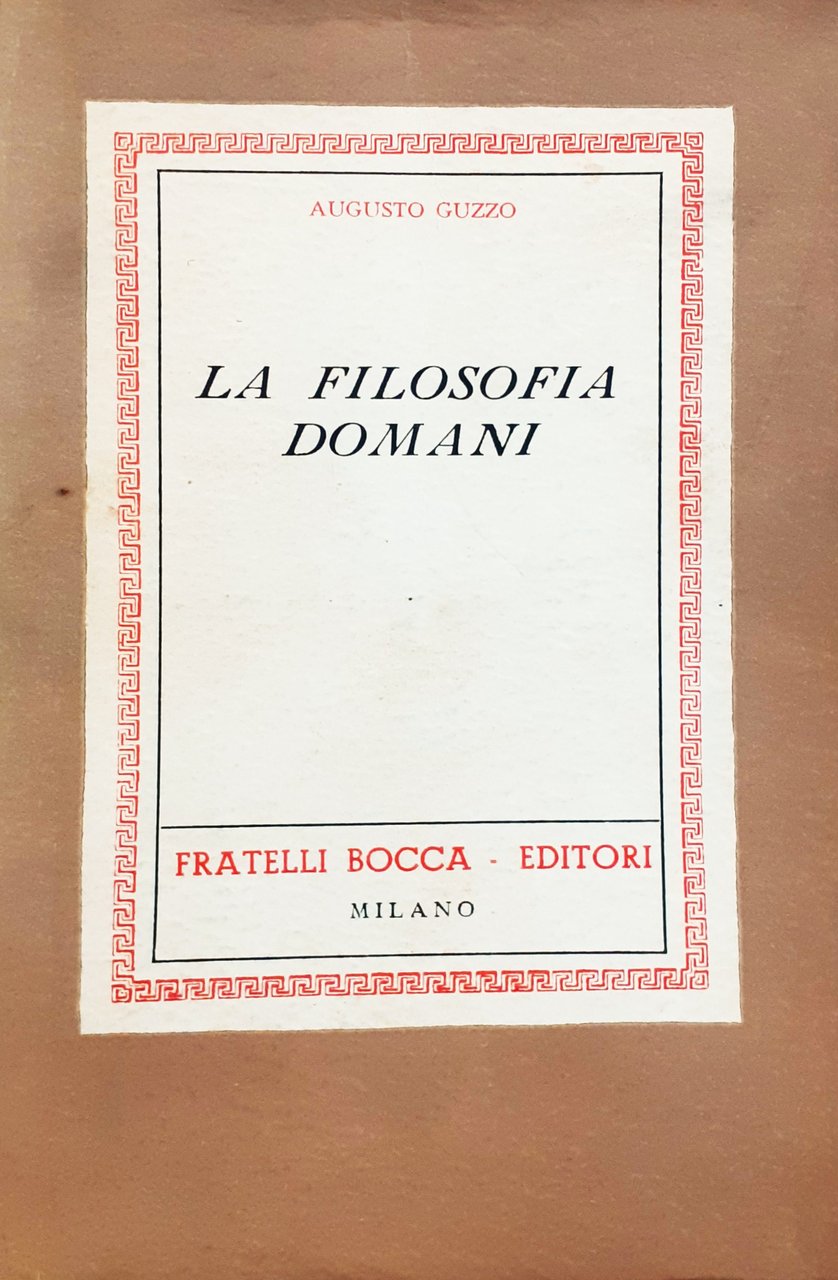 AUGUSTO GUZZO
LA FILOSOFIA
DOMANI
FRATELLI BOCCA - EDITORI
MILANO